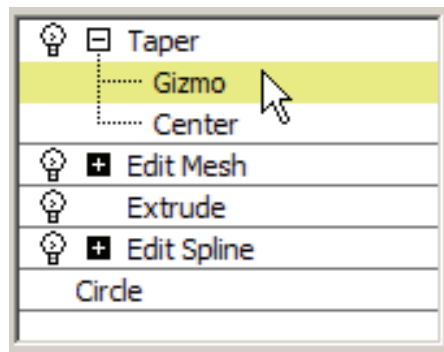 Taper
Gizmo
Center
Edit Mesh
Extrude
Edit Spline
Circle